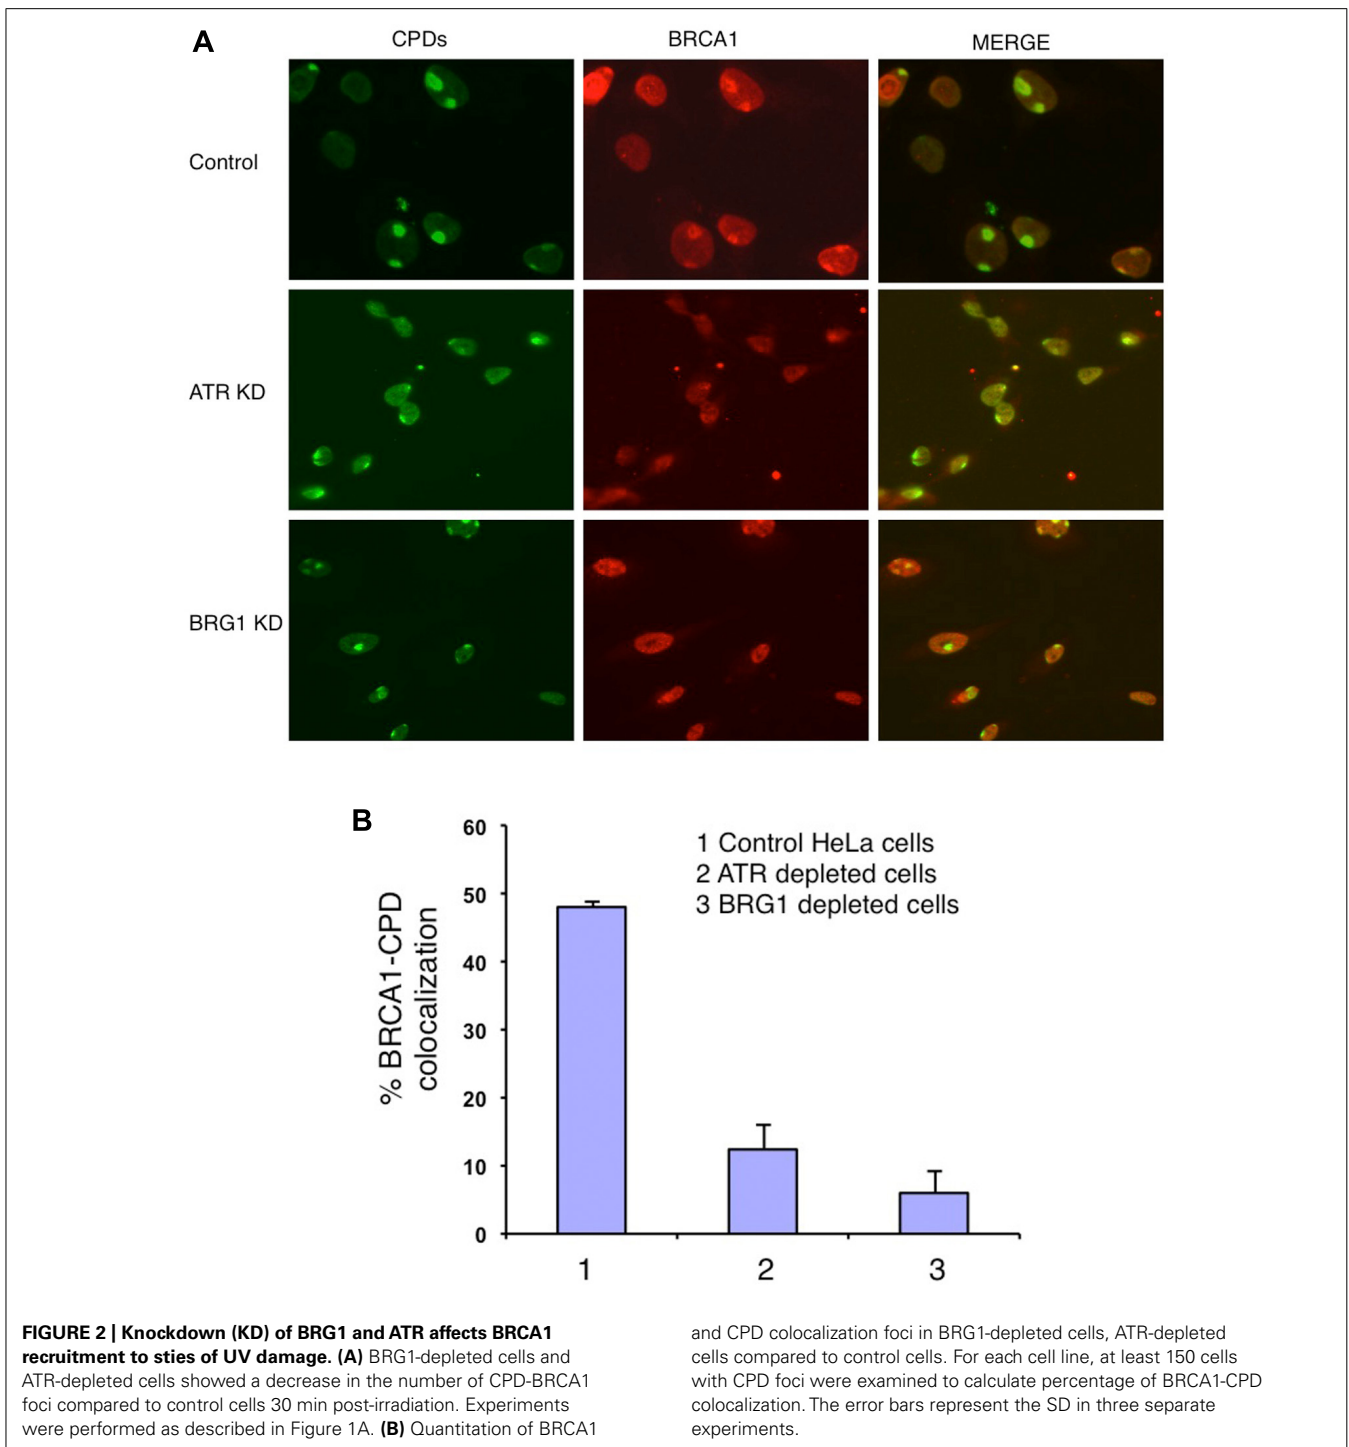 A
CPDs
BRCA1
MERGE
Control
ATR KD
BRG1 KD
B
60
50
40
30
20
10
0
% BRCA1-CPD
colocalization
1 Control HeLa cells
2 ATR depleted cells
3 BRG1 depleted cells
1
2
3
FIGURE 2 | Knockdown (KD) of BRG1 and ATR affects BRCA1
recruitment to sties of UV damage. (A) BRG1-depleted cells and
ATR-depleted cells showed a decrease in the number of CPD-BRCA1
foci compared to control cells 30 min post-irradiation. Experiments
were performed as described in Figure 1A. (B) Quantitation of BRCA1
and CPD colocalization foci in BRG1-depleted cells, ATR-depleted
cells compared to control cells. For each cell line, at least 150 cells
with CPD foci were examined to calculate percentage of BRCA1-CPD
colocalization. The error bars represent the SD in three separate
experiments.